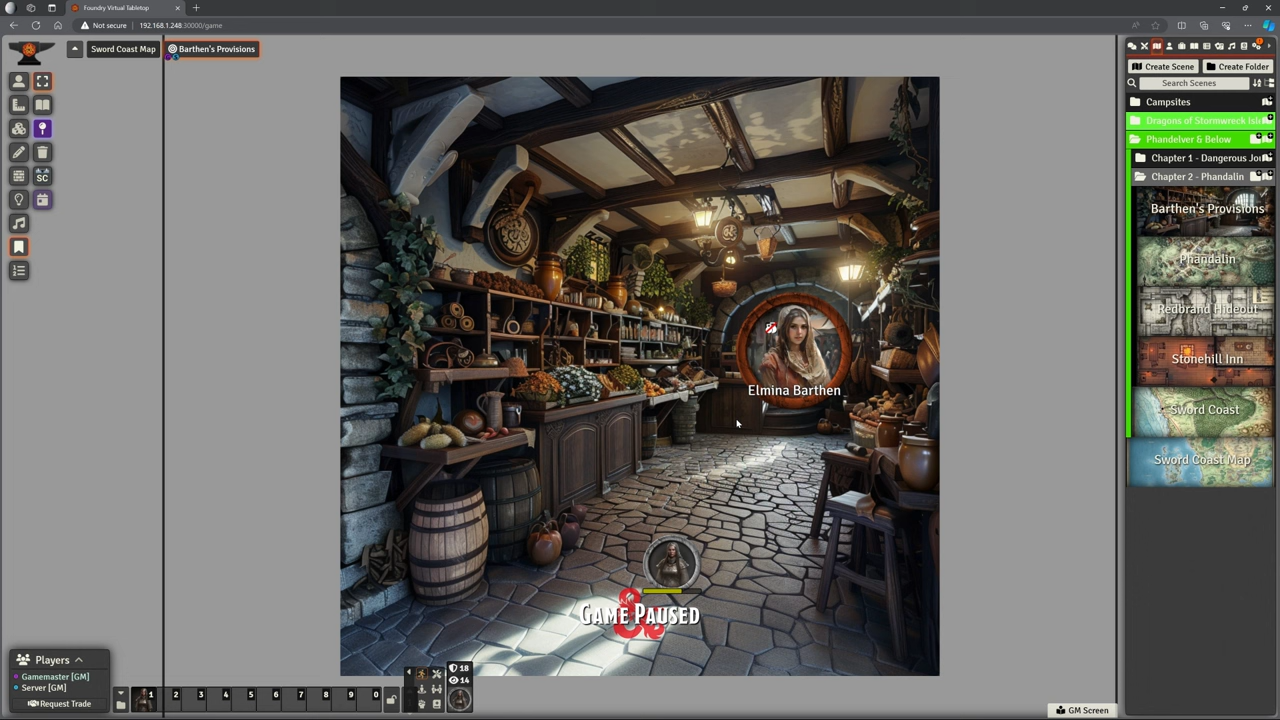 Foundry Virtual Tabletop
Not secure
192.168.1.248:30000/game
Sword Coast Map
Barthen's Provisions
Create Scene
Create Folder
Search Scenes
Campsites
Dragons of Stormwreck Isl
Phandelver & Below
Chapter 1 - Dangerous Jou
Chapter 2 - Phandalin
Barthen's Provisions
Phandalin
Redbrand Hideout
Stonehill Inn
Sword Coast
Sword Coast Map
SC
Elmina Barthen
GAME PAUSED
Players
Gamemaster [GM]
Server [GM]
Request Trade
1 2 3 4 5 6 7 8 9 0
18
14
GM Screen